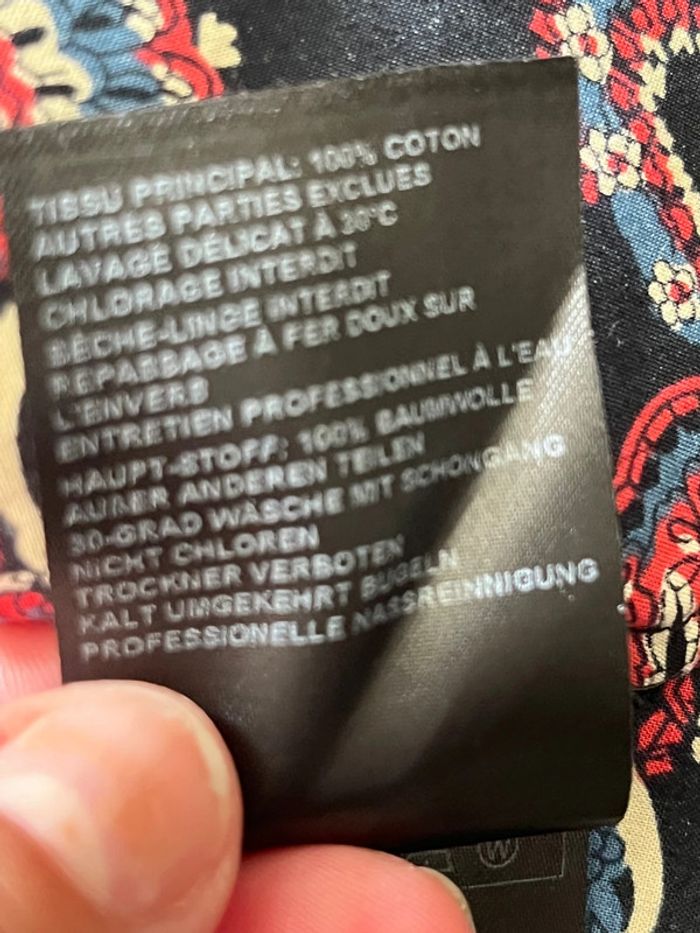 TISSU PRINCIPAL: 100% COTON
AUTRES PARTIES EXCLUES
LAVAGE DÉLICAT À 30°C
CHLORAGE INTERDIT
SÈCHE-LINGE INTERDIT
REPASSAGE À FER DOUX SUR
L'ENVERS
ENTRETIEN PROFESSIONNEL À L'EAU
HAUPT-STOFF: 100% BAUMWOLLE
AUßER ANDEREN TEILEN
30-GRAD WÄSCHE MIT SCHONGANG
NICHT CHLOREN
TROCKNER VERBOTEN
KALT UMGEKEHRT BUGELN
PROFESSIONELLE NASSREINNIGUNG
W